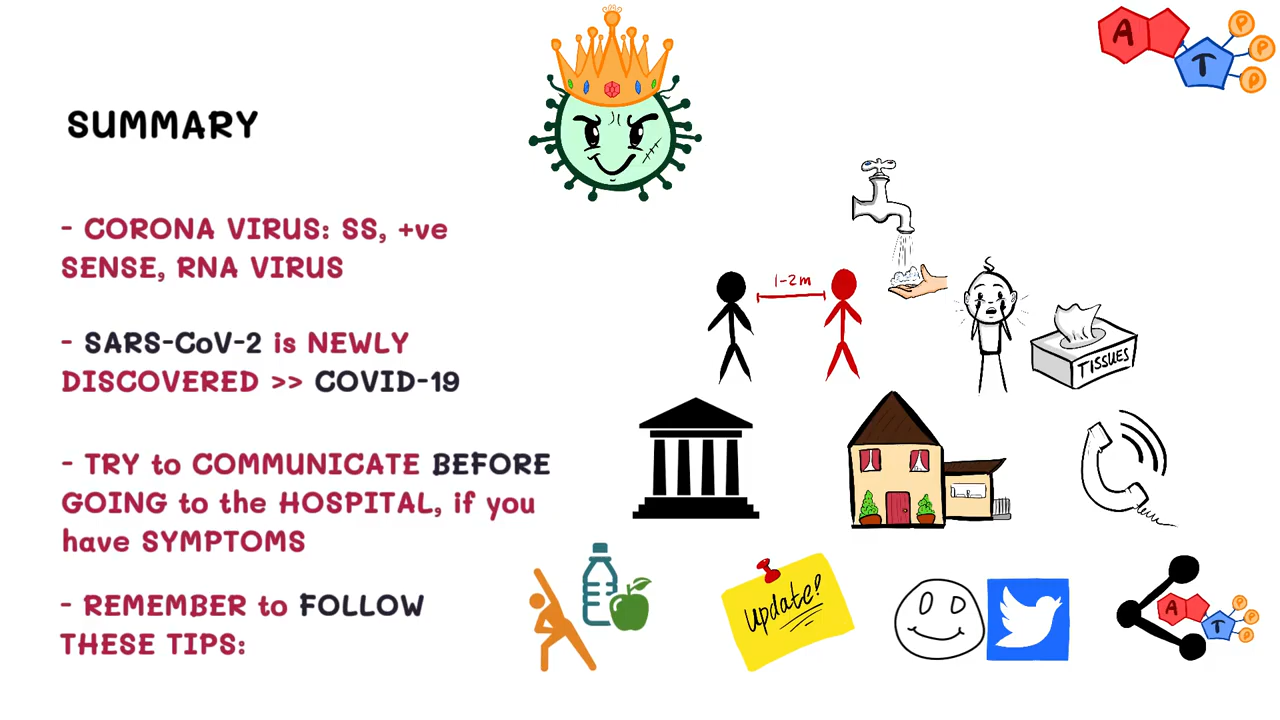 A
T
P
P
P
SUMMARY
- CORONA VIRUS: SS, +ve
SENSE, RNA VIRUS
1-2m
- SARS-CoV-2 is NEWLY
DISCOVERED >> COVID-19
TISSUES
- TRY to COMMUNICATE BEFORE
GOING to the HOSPITAL, if you
have SYMPTOMS
- REMEMBER to FOLLOW
THESE TIPS:
Update!
A
T
P
P
P